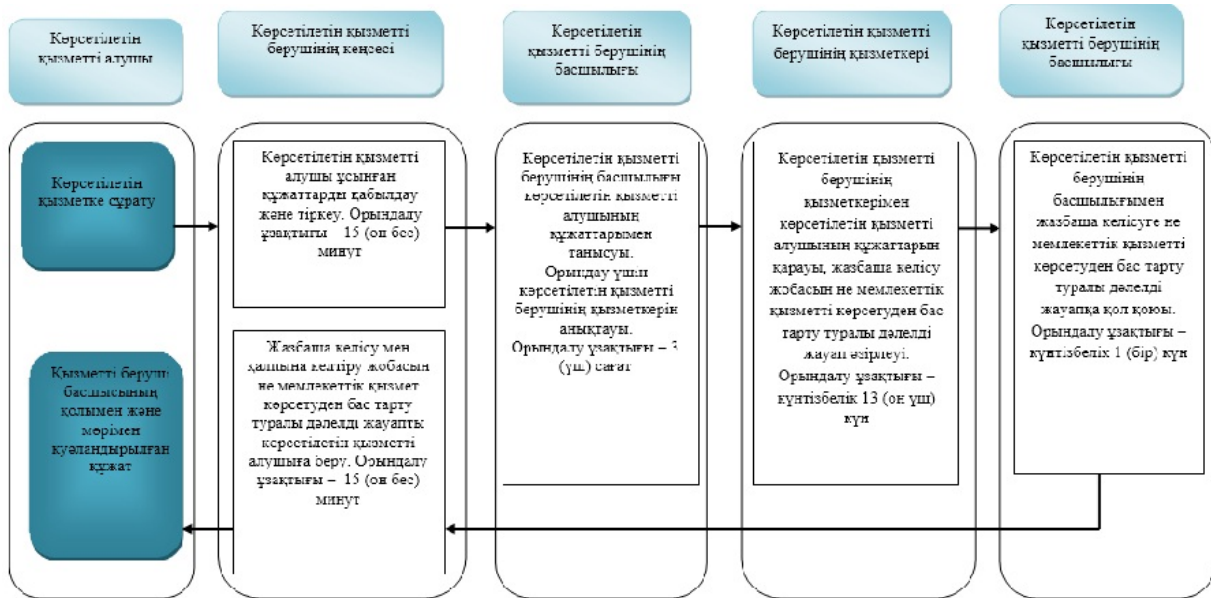 Көрсетілетін
қызметті алушы
Көрсетілетін қызметті
берушінің кеңсесі
Көрсетілетін
қызметті берушінің
басшылығы
Көрсетілетін қызметті
берушінің қызметкері
Көрсетілетін
қызметті берушінің
басшылығы
Көрсетілетін
қызметке сұрату
Көрсетілетін қызметті
алушы ұсынған
құжаттарды қабылдау
және тіркеу. Орындалу
ұзақтығы – 15 (он бес)
минут
Көрсетілетін қызметті
берушінің басшылығы
көрсетілетін қызметті
алушының
құжаттарымен
танысуы.
Орындау үшін
көрсетілетін қызметті
берушінің қызметкерін
анықтауы.
Орындалу ұзақтығы – 3
(үш) сағат
Көрсетілетін қызметті
берушінің
қызметкерімен
көрсетілетін қызметті
алушының құжаттарын
қарауы, жазбаша келісу
жобасын не мемлекеттік
қызметті көрсетуден бас
тарту туралы дәлелді
жауап әзірлеуі.
Орындалу ұзақтығы –
күнтізбелік 13 (он үш)
күн
Көрсетілетін қызметті
берушінің
басшылығымен
жазбаша келісуге не
мемлекеттік қызметті
көрсетуден бас тарту
туралы дәлелді
жауапқа қол қоюы.
Орындалу ұзақтығы –
күнтізбелік 1 (бір) күн
Қызметті беруші
басшысының
қолымен және
мөрімен
куәландырылған
құжат
Жазбаша келісу мен
қалпына келтіру жобасын
не мемлекеттік қызмет
көрсетуден бас тарту
туралы дәлелді жауапты
көрсетілетін қызметті
алушыға беру. Орындалу
ұзақтығы – 15 (он бес)
минут